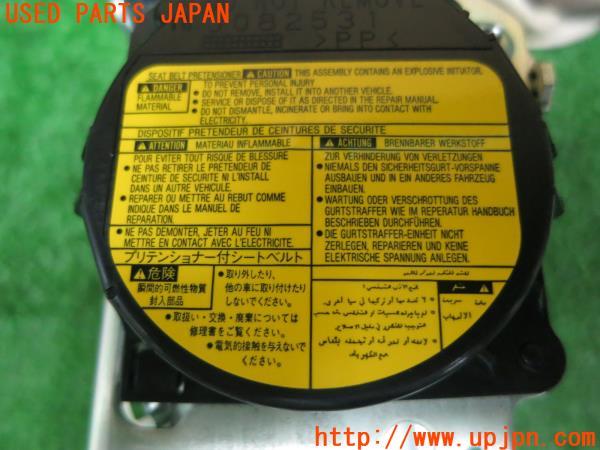 USED PARTS JAPAN
NOT REMOVE
082531
>PP<
SEAT BELT PRETENSIONER CAUTION THIS ASSEMBLY CONTAINS AN EXPLOSIVE INITIATOR.
DANGER
FLAMMABLE
MATERIAL
TO PREVENT PERSONAL INJURY
● DO NOT REMOVE, INSTALL IT INTO ANOTHER VEHICLE.
● SERVICE OR DISPOSE OF IT AS DIRECTED IN THE REPAIR MANUAL.
● DO NOT DISMANTLE, INCINERATE OR BRING INTO CONTACT WITH
ELECTRICITY.
DISPOSITIF PRETENDEUR DE CEINTURES DE SECURITE
ATTENTION MATERIAU INFLAMMABLE
POUR EVITER TOUT RISQUE DE BLESSURE
● NE PAS RETIRER LE PRETENDEUR DE
CEINTURE DE SECURITE NI L'INSTALL
DANS UN AUTRE VEHICULE.
● REPARER OU METTRE AU REBUT COMME
INDIQUE DANS LE MANUEL DE
REPARATION.
● NE PAS DEMONTER, JETER AU FEU NI
METTRE EN CONTACT AVEC L'ELECTRICITE.
ACHTUNG BRENNBARER WERKSTOFF
ZUR VERHINDERUNG VON VERLETZUNGEN
● NIEMALS DEN SICHERHEITSGURT-VORSPANNE
AUSBAUEN UND IN EIN ANDERES FAHRZEUG
EINBAUEN.
● WARTUNG ODER VERSCHROTTUNG DES
GURTSTRAFFER WIE IM REPERATUR HANDBUCH
BESCHRIEBEN DURCHFÜHREN.
● DIE GURTSTRAFFER-EINHEIT NICHT
ZERLEGEN, REPARIEREN UND KEINE
ELEKTRISCHE SPANNUNG ANLEGEN.
プリテンショナー付シートベルト
危険
瞬間的可燃性物質
封入部品
● 取り外したり、
他の車に取り付けたり
しないでください。
● 取扱い・交換・廃棄については
修理書をご覧ください。
● 電気的接触を与えないで
ください。
USED PARTS JAPAN
http://www.upjpn.com